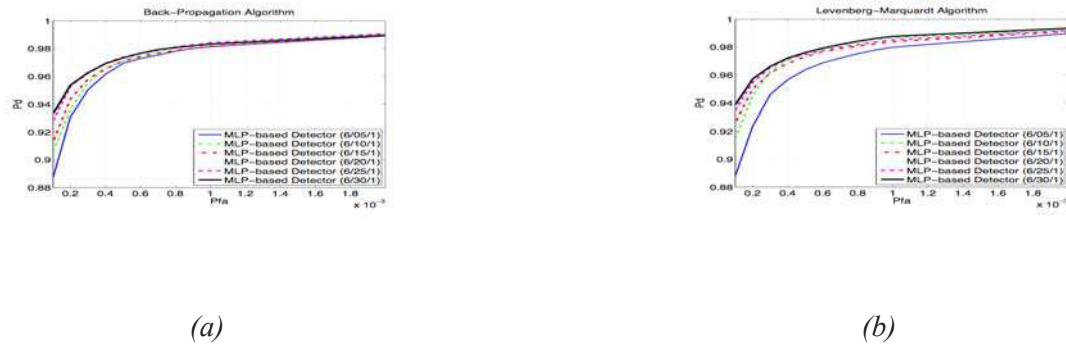 Back-Propagation Algorithm
1
0.98
0.96
0.94
0.92
0.9
0.88
Pd
MLP-based Detector (6/05/1)
MLP-based Detector (6/10/1)
MLP-based Detector (6/15/1)
MLP-based Detector (6/20/1)
MLP-based Detector (6/25/1)
MLP-based Detector (6/30/1)
0.2 0.4 0.6 0.8 1 1.2 1.4 1.6 1.8
Pfa
x 10⁻³
(a)
Levenberg-Marquardt Algorithm
1
0.98
0.96
0.94
0.92
0.9
0.88
Pd
MLP-based Detector (6/05/1)
MLP-based Detector (6/10/1)
MLP-based Detector (6/15/1)
MLP-based Detector (6/20/1)
MLP-based Detector (6/25/1)
MLP-based Detector (6/30/1)
0.2 0.4 0.6 0.8 1 1.2 1.4 1.6 1.8
Pfa
x 10⁻³
(b)